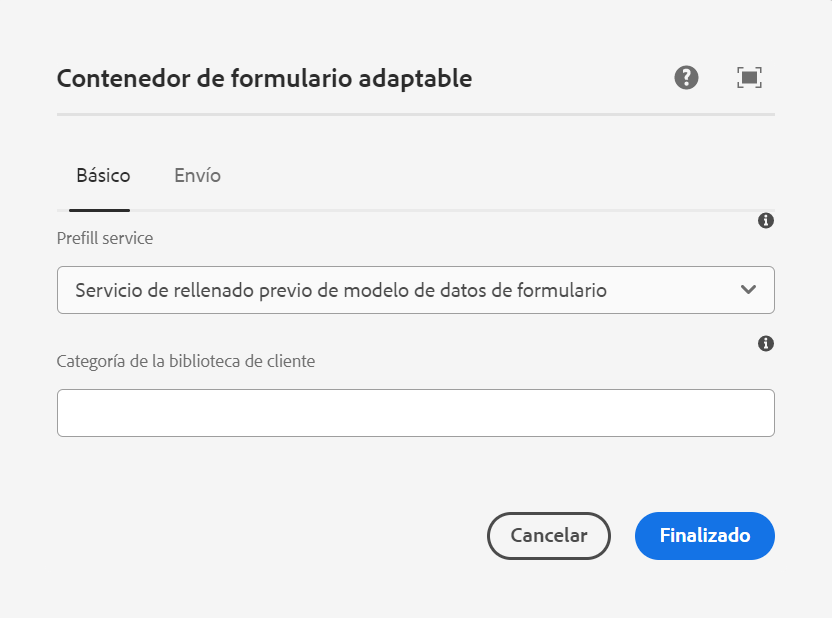 Contenedor de formulario adaptable
Básico
Envío
Prefill service
Servicio de rellenado previo de modelo de datos de formulario
Categoría de la biblioteca de cliente
Cancelar
Finalizado